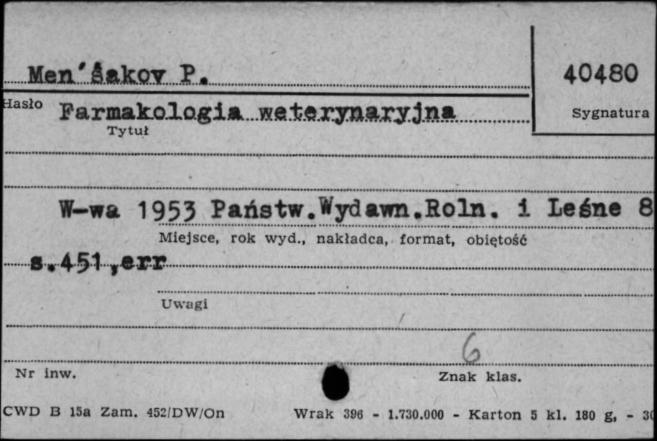 Men'šakov P.
40480
Hasło Farmakologia weterynaryjna
Sygnatura
Tytuł
W-wa 1953 Państw.Wydawn.Roln. i Leśne 8
Miejsce, rok wyd., nakładca, format, objętość
s.451,err
Uwagi
6
Nr inw.
Znak klas.
CWD B 15a Zam. 452/DW/On Wrak 396 - 1.730.000 - Karton 5 kl. 180 g, - 30